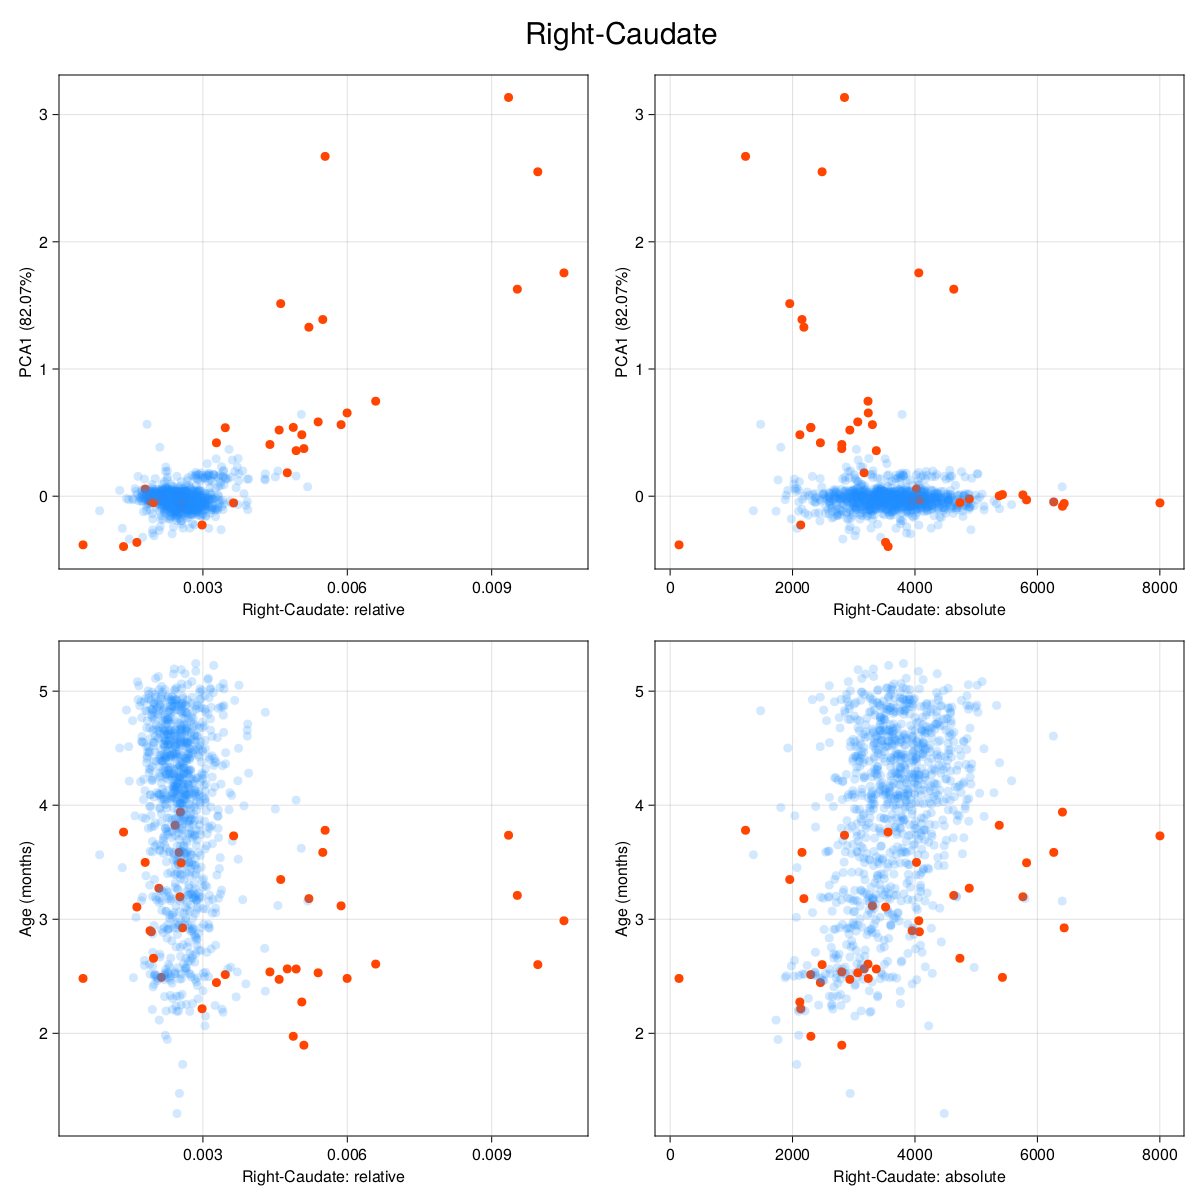 Right-Caudate
PCA1 (82.07%)
3
2
1
0
0.003 0.006 0.009
Right-Caudate: relative
PCA1 (82.07%)
3
2
1
0
0 2000 4000 6000 8000
Right-Caudate: absolute
Age (months)
5
4
3
2
0.003 0.006 0.009
Right-Caudate: relative
Age (months)
5
4
3
2
0 2000 4000 6000 8000
Right-Caudate: absolute